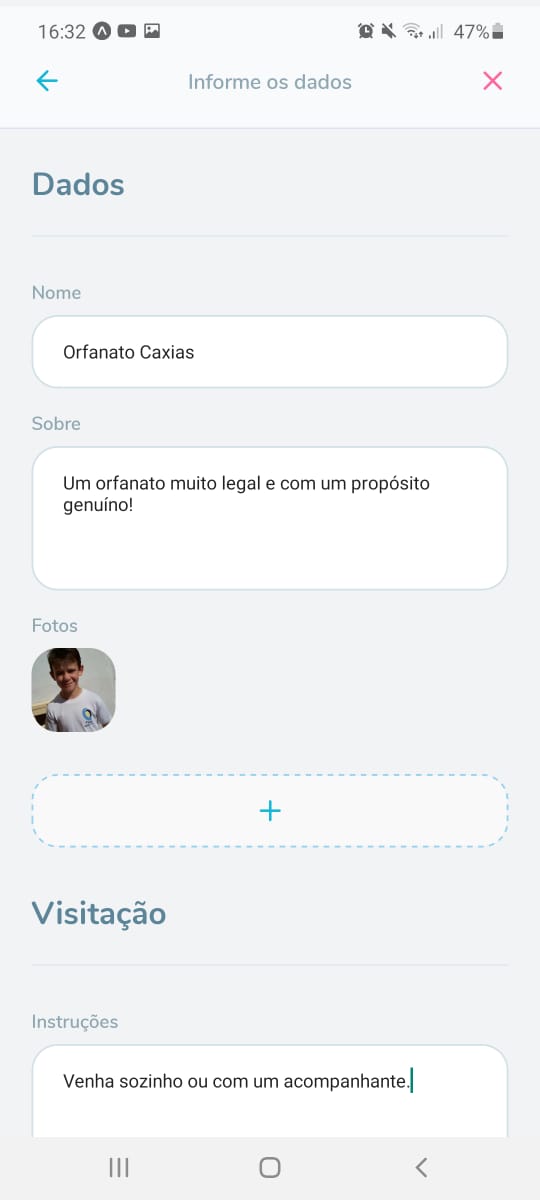 16:32
47%
Informe os dados
Dados
Nome
Orfanato Caxias
Sobre
Um orfanato muito legal e com um propósito
genuíno!
Fotos
Visitação
Instruções
Venha sozinho ou com um acompanhante.